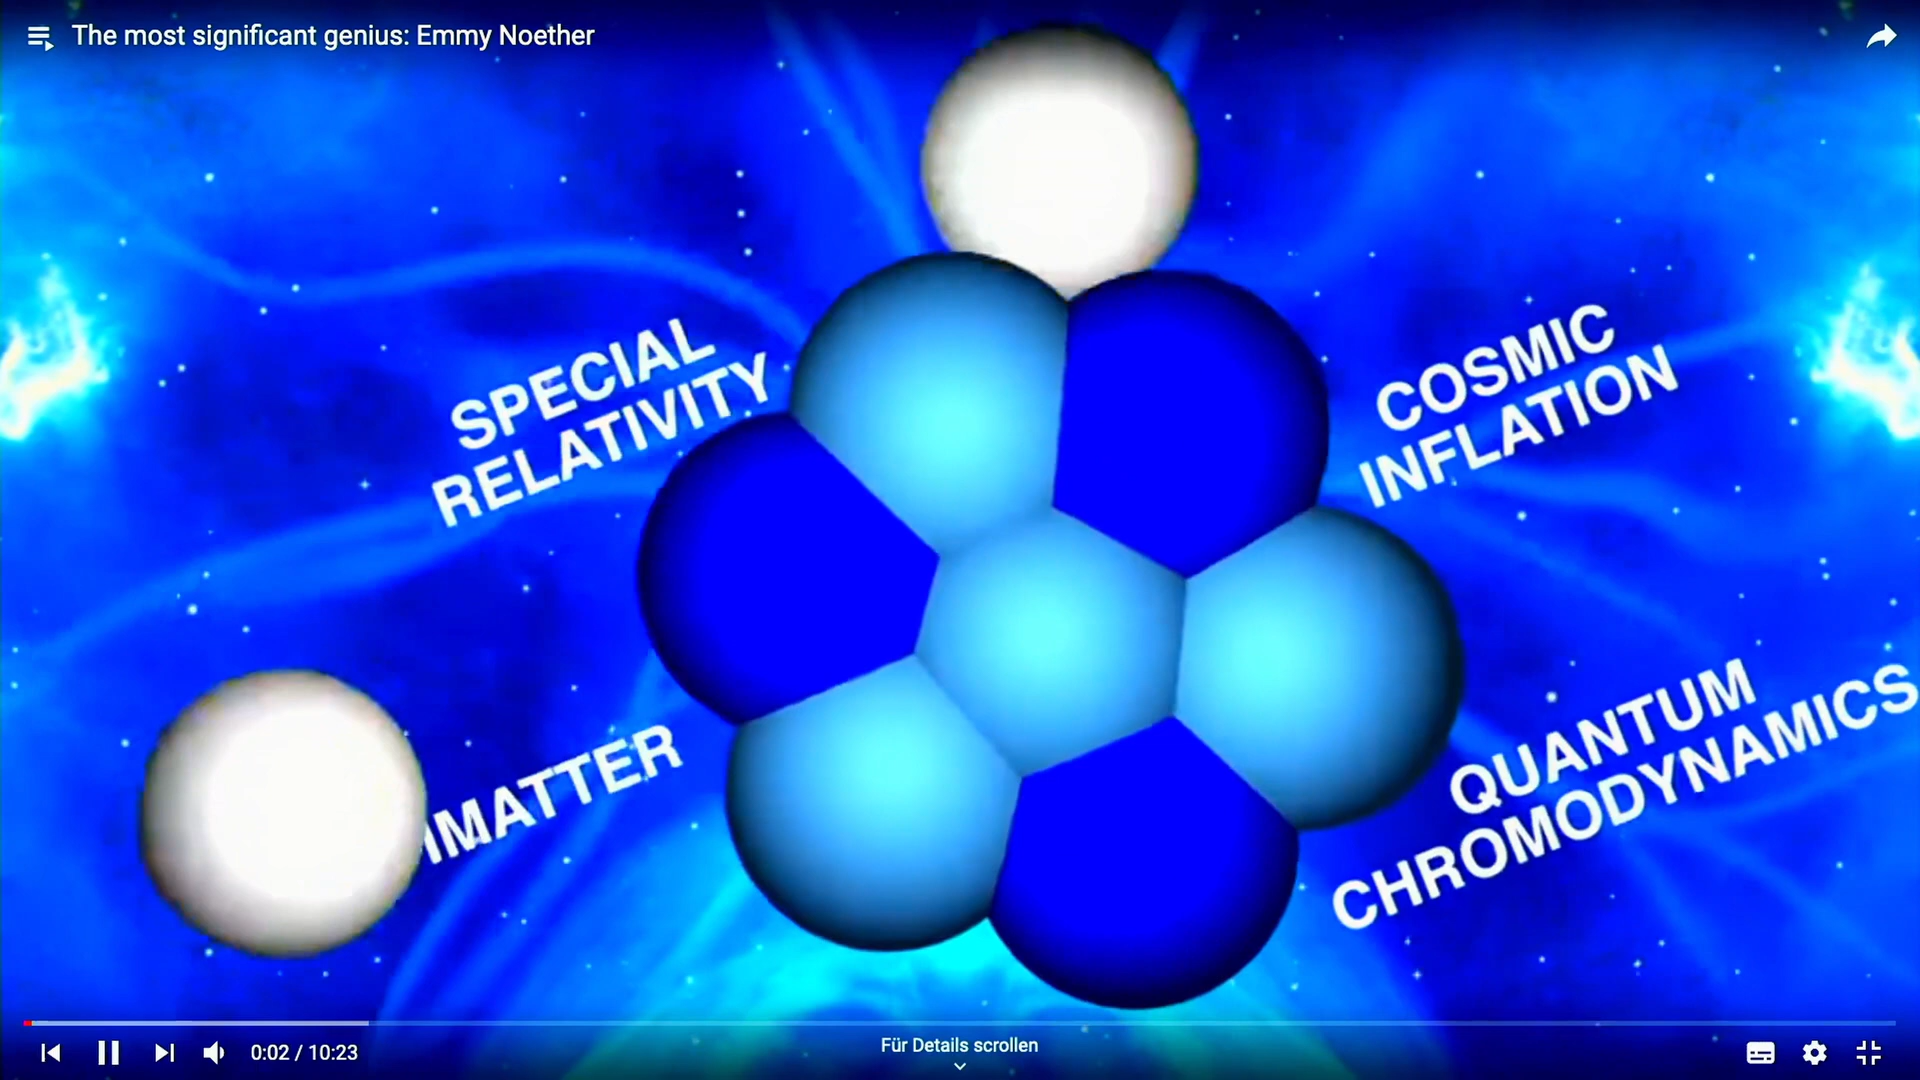 The most significant genius: Emmy Noether
SPECIAL
RELATIVITY
COSMIC
INFLATION
MATTER
QUANTUM
CHROMODYNAMICS
0:02 / 10:23
Für Details scrollen